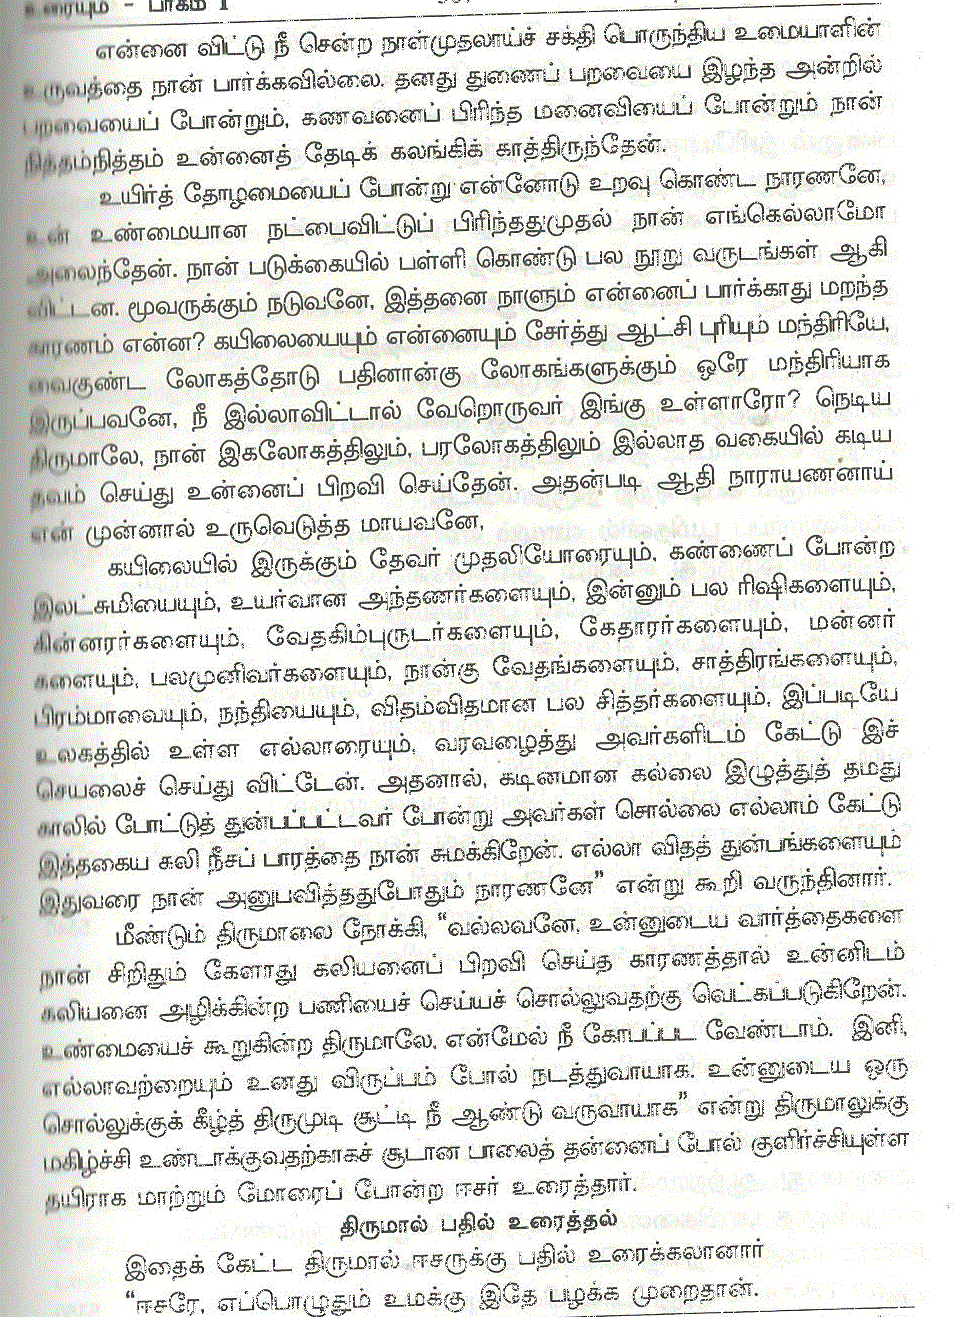 உரையும் - பாகம் I
என்னை விட்டு நீ சென்ற நாள்முதலாய்ச் சக்தி பொருந்திய உமையாளின்
உருவத்தை நான் பார்க்கவில்லை. தனது துணைப் பறவையை இழந்த அன்றில்
பறவையைப் போன்றும், கணவனைப் பிரிந்த மனைவியைப் போன்றும் நான்
நித்தம்நித்தம் உன்னைத் தேடிக் கலங்கிக் காத்திருந்தேன்.
உயிர்த் தோழமையைப் போன்று என்னோடு உறவு கொண்ட நாரணனே,
உன் உண்மையான நட்பைவிட்டுப் பிரிந்ததுமுதல் நான் எங்கெல்லாமோ
அலைந்தேன். நான் படுக்கையில் பள்ளி கொண்டு பல நூறு வருடங்கள் ஆகி
விட்டன. மூவருக்கும் நடுவனே, இத்தனை நாளும் என்னைப் பார்க்காது மறந்த
காரணம் என்ன? கயிலையையும் என்னையும் சேர்த்து ஆட்சி புரியும் மந்திரியே,
வைகுண்ட லோகத்தோடு பதினான்கு லோகங்களுக்கும் ஒரே மந்திரியாக
இருப்பவனே, நீ இல்லாவிட்டால் வேறொருவர் இங்கு உள்ளாரோ? நெடிய
திருமாலே, நான் இகலோகத்திலும், பரலோகத்திலும் இல்லாத வகையில் கடிய
தவம் செய்து உன்னைப் பிறவி செய்தேன். அதன்படி ஆதி நாராயணனாய்
என் முன்னால் உருவெடுத்த மாயவனே,
கயிலையில் இருக்கும் தேவர் முதலியோரையும், கண்ணைப் போன்ற
இலட்சுமியையும், உயர்வான அந்தணர்களையும், இன்னும் பல ரிஷிகளையும்,
கின்னரர்களையும், வேதகிம்புருடர்களையும், கேதாரர்களையும், மன்னர்
களையும், பலமுனிவர்களையும், நான்கு வேதங்களையும், சாத்திரங்களையும்,
பிரம்மாவையும், நந்தியையும், விதம்விதமான பல சித்தர்களையும், இப்படியே
உலகத்தில் உள்ள எல்லாரையும், வரவழைத்து அவர்களிடம் கேட்டு இச்
செயலைச் செய்து விட்டேன். அதனால், கடினமான கல்லை இழுத்துத் தமது
காலில் போட்டுத் துன்பப்பட்டவர் போன்று அவர்கள் சொல்லை எல்லாம் கேட்டு
இத்தகைய கலி நீசப் பாரத்தை நான் சுமக்கிறேன். எல்லா விதத் துன்பங்களையும்
இதுவரை நான் அனுபவித்ததுபோதும் நாரணனே” என்று கூறி வருந்தினார்.
மீண்டும் திருமாலை நோக்கி, “வல்லவனே, உன்னுடைய வார்த்தைகளை
நான் சிறிதும் கேளாது கலியனைப் பிறவி செய்த காரணத்தால் உன்னிடம்
கலியனை அழிக்கின்ற பணியைச் செய்யச் சொல்லுவதற்கு வெட்கப்படுகிறேன்.
உண்மையைச் கூறுகின்ற திருமாலே, என்மேல் நீ கோபப்பட வேண்டாம். இனி,
எல்லாவற்றையும் உனது விருப்பம் போல் நடத்துவாயாக. உன்னுடைய ஒரு
சொல்லுக்குக் கீழ்த் திருமுடி சூட்டி நீ ஆண்டு வருவாயாக” என்று திருமாலுக்கு
மகிழ்ச்சி உண்டாக்குவதற்காகச் சூடான பாலைத் தன்னைப் போல் குளிர்ச்சியுள்ள
தயிராக மாற்றும் மோரைப் போன்ற ஈசர் உரைத்தார்.
திருமால் பதில் உரைத்தல்
இதைக் கேட்ட திருமால் ஈசருக்கு பதில் உரைக்கலானார்
“ஈசரே, எப்பொழுதும் உமக்கு இதே பழக்க முறைதான்.